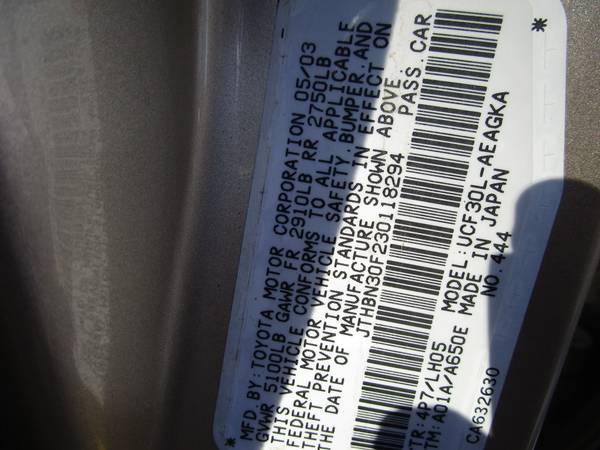 MFD BY:TOYOTA MOTOR CORPORATION 05/03
GVWR 5100LB GAWR FR 2910LB RR 2750LB
THIS VEHICLE CONFORMS TO ALL APPLICABLE
FEDERAL MOTOR VEHICLE SAFETY,BUMPER,AND
THEFT PREVENTION STANDARDS IN EFFECT ON
THE DATE OF MANUFACTURE SHOWN ABOVE.
JTHBN30F230118294 PASS. CAR
* *
TR: 4P7/LH05 MODEL:UCF30L-AEAGKA
TM: A01A/A650E MADE IN JAPAN
CA632630 NO.444